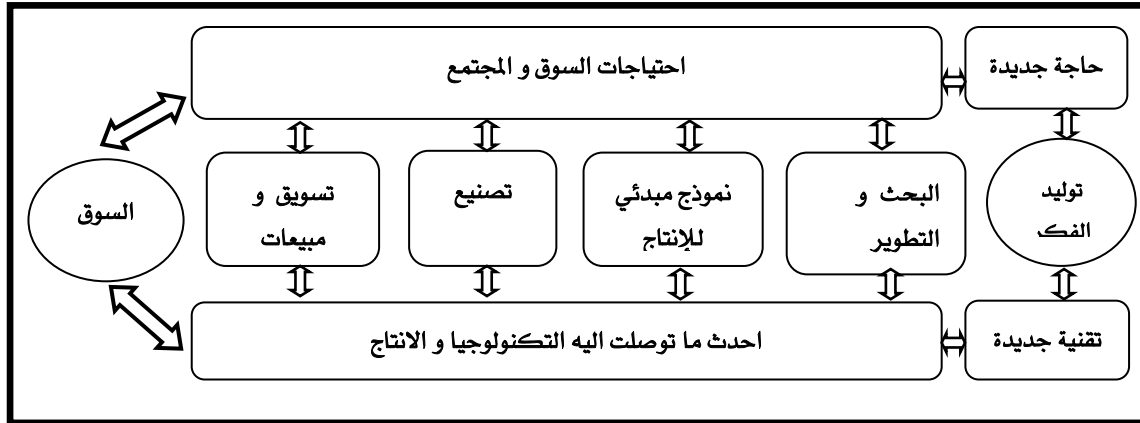 احتياجات السوق و المجتمع
حاجة جديدة
توليد
الفك
البحث و
التطوير
نموذج مبدئي
للإنتاج
تصنيع
تسويق و
مبيعات
السوق
تقنية جديدة
احدث ما توصلت اليه التكنولوجيا و الانتاج